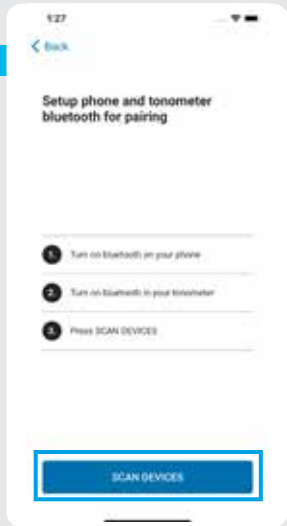 1:27
Back
Setup phone and tonometer
bluetooth for pairing
1. Turn on bluetooth on your phone
2. Turn on bluetooth in your tonometer
3. Press SCAN DEVICES
SCAN DEVICES